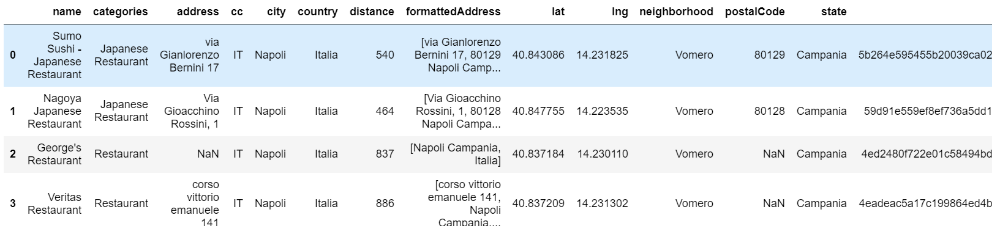 name categories address cc city country distance formattedAddress lat lng neighborhood postalCode state
0 Sumo Sushi - Japanese Restaurant Japanese Restaurant via Gianlorenzo Bernini 17 IT Napoli Italia 540 [via Gianlorenzo Bernini 17, 80129 Napoli Camp... 40.843086 14.231825 Vomero 80129 Campania 5b264e595455b20039ca02
1 Nagoya Japanese Restaurant Japanese Restaurant Via Gioacchino Rossini, 1 IT Napoli Italia 464 [Via Gioacchino Rossini, 1, 80128 Napoli Campa... 40.847755 14.223535 Vomero 80128 Campania 59d91e559ef8ef736a5dd1
2 George's Restaurant Restaurant NaN IT Napoli Italia 837 [Napoli Campania, Italia] 40.837184 14.230110 Vomero NaN Campania 4ed2480f722e01c58494bd
3 Veritas Restaurant Restaurant corso vittorio emanuele 141 IT Napoli Italia 886 [corso vittorio emanuele 141, Napoli Campania,... 40.837209 14.231302 Vomero NaN Campania 4eadeac5a17c199864ed4b